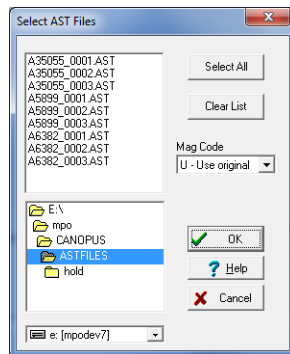 Select AST Files
A35055_0001.AST
A35055_0002.AST
A35055_0003.AST
A5899_0001.AST
A5899_0002.AST
A5899_0003.AST
A6382_0001.AST
A6382_0002.AST
A6382_0003.AST
Select All
Clear List
Mag Code
U - Use original
E:\
mpo
CANOPUS
ASTFILES
hold
OK
Help
Cancel
e: [mpodev7]